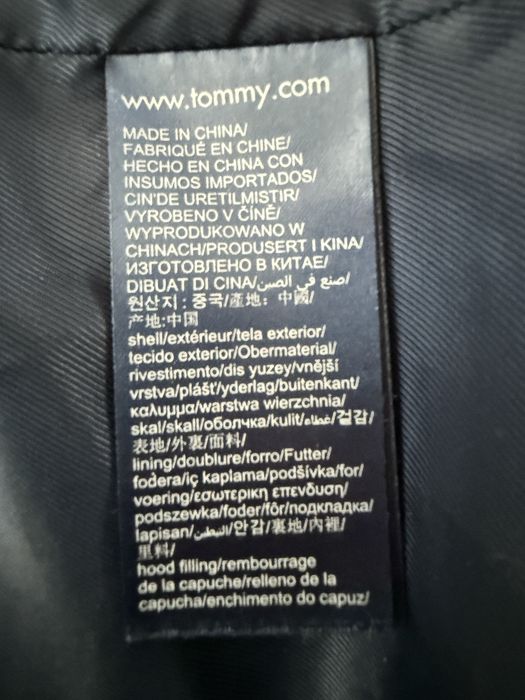 www.tommy.com
MADE IN CHINA/
FABRIQUÉ EN CHINE/
HECHO EN CHINA CON
INSUMOS IMPORTADOS/
CIN'DE URETILMISTIR/
VYROBENO V ČÍNĚ/
WYPRODUKOWANO W
CHINACH/PRODUSERT I KINA/
ИЗГОТОВЛЕНО В КИТАЕ/
DIBUAT DI CINA/صنع في الصين/
원산지 : 중국/產地: 中國/
产地:中国
shell/extérieur/tela exterior/
tecido exterior/Obermaterial/
rivestimento/dis yuzey/vnější
vrstva/plášť/yderlag/buitenkant/
καλυμμα/warstwa wierzchnia/
skal/skall/оболчка/kulit/غطاء/겉감/
表地/外裏/面料/
lining/doublure/forro/Futter/
fodera/iç kaplama/podšívka/for/
voering/εσωτερικη επενδυση/
podszewka/foder/fôr/подкладка/
lapisan/التبطين/안감/裏地/內裡/
里料/
hood filling/rembourrage
de la capuche/relleno de la
capucha/enchimento do capuz/